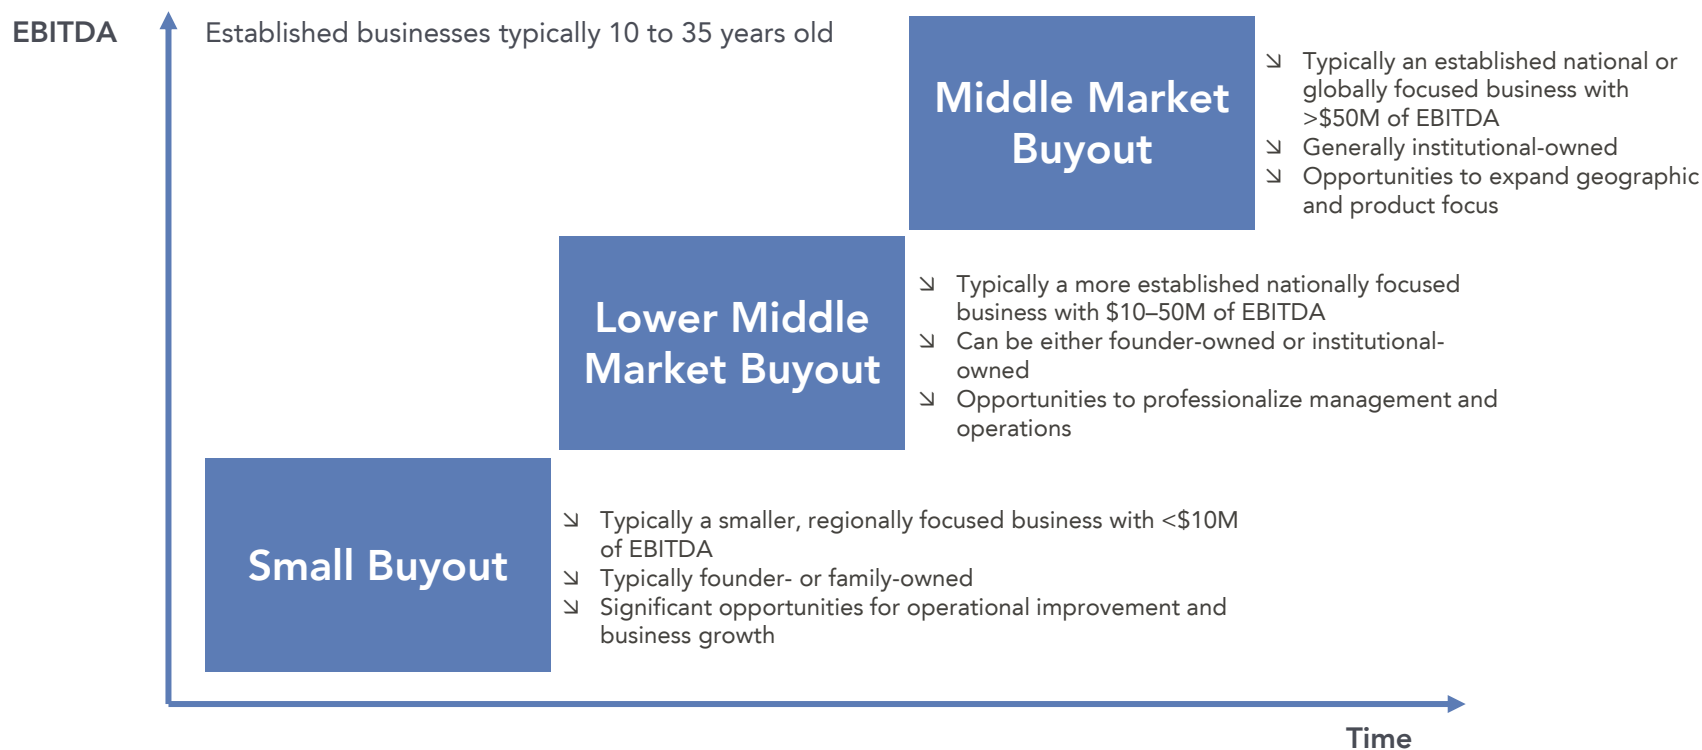 EBITDA
Established businesses typically 10 to 35 years old
Middle Market
Buyout
↘ Typically an established national or
globally focused business with
>$50M of EBITDA
↘ Generally institutional-owned
↘ Opportunities to expand geographic
and product focus
Lower Middle
Market Buyout
↘ Typically a more established nationally focused
business with $10–50M of EBITDA
↘ Can be either founder-owned or institutional-
owned
↘ Opportunities to professionalize management and
operations
Small Buyout
↘ Typically a smaller, regionally focused business with <$10M
of EBITDA
↘ Typically founder- or family-owned
↘ Significant opportunities for operational improvement and
business growth
Time